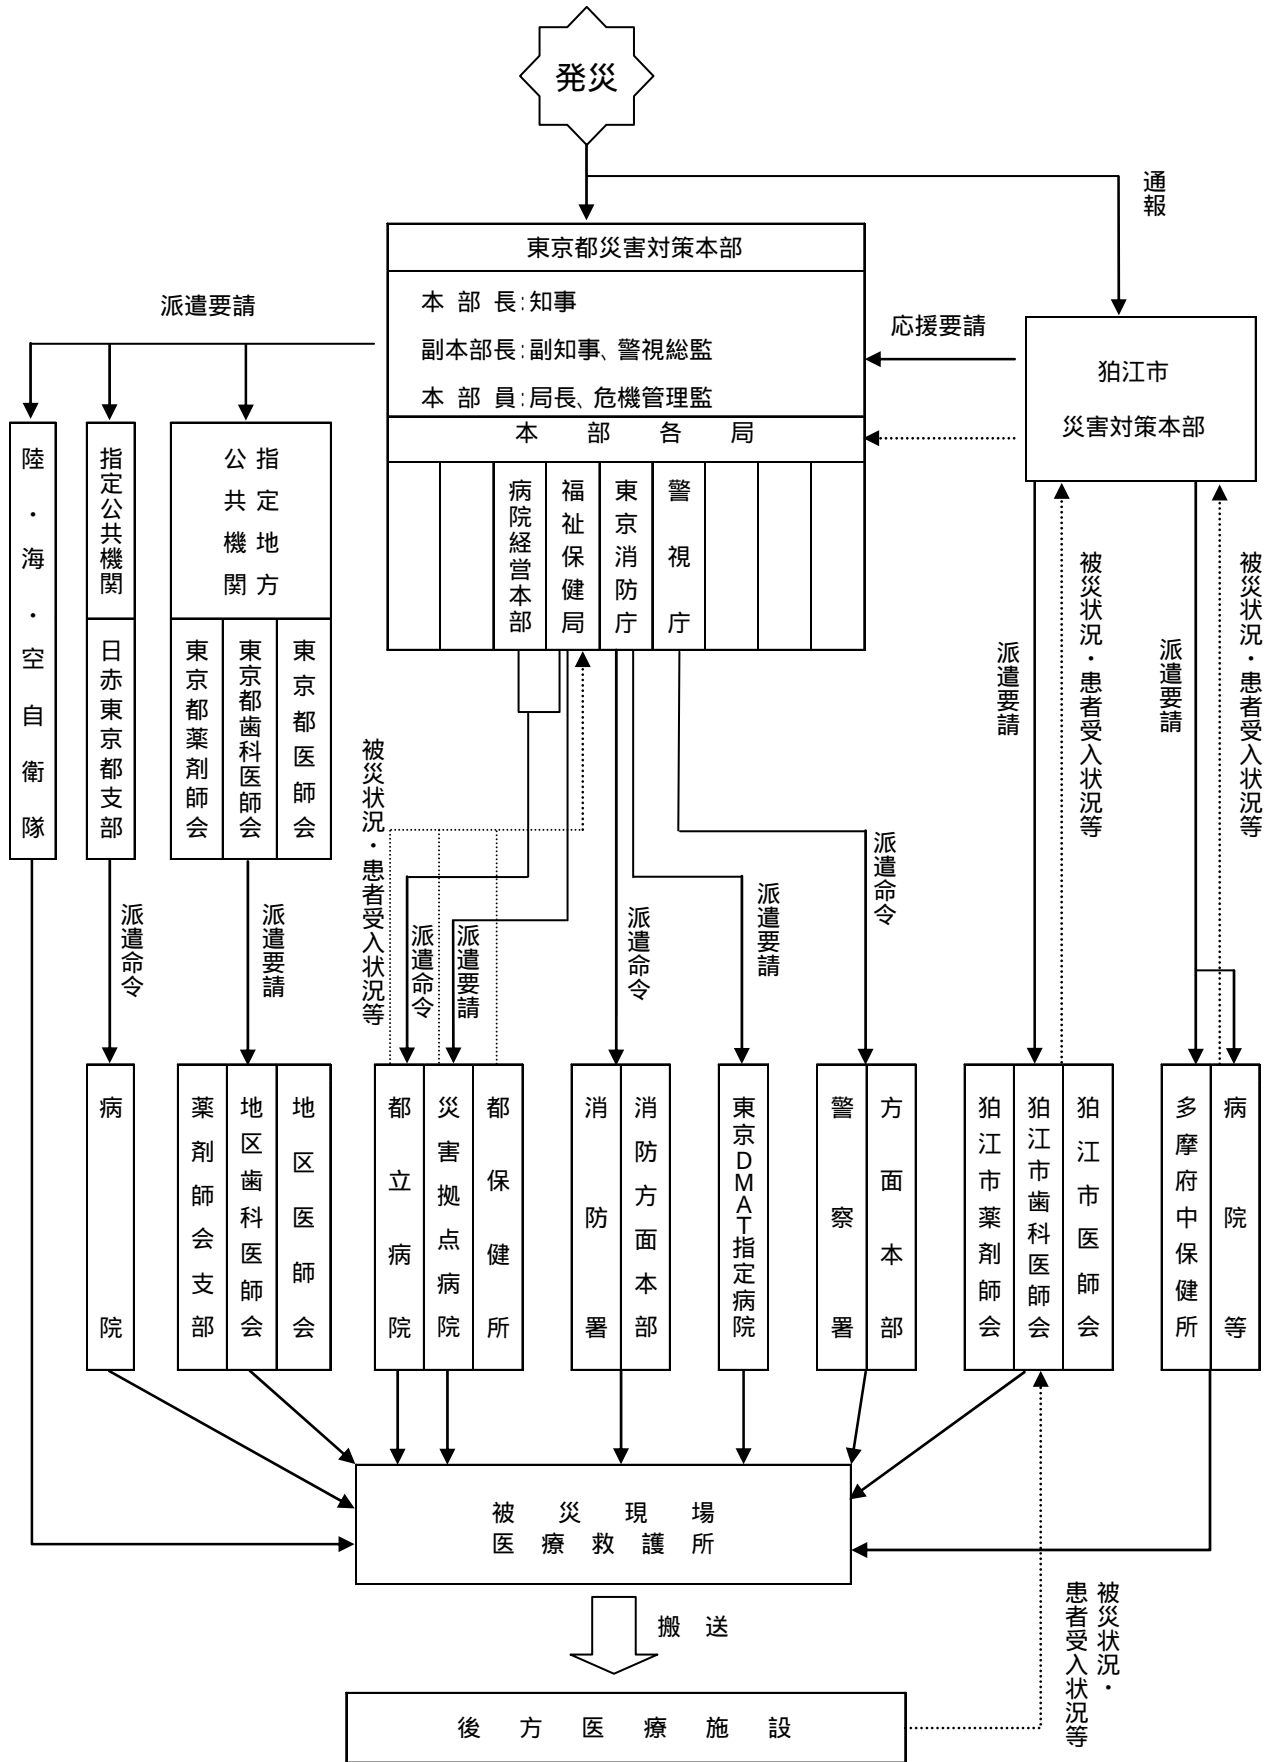 発災
通報
東京都災害対策本部
本部長:知事
副本部長:副知事、警視総監
本部員:局長、危機管理監
本部各局
派遣要請
応援要請
狛江市
災害対策本部
陸・海・空自衛隊
指定公共機関
日赤東京都支部
指定地方
公共機関
東京都薬剤師会
東京都歯科医師会
東京都医師会
病院経営本部
福祉保健局
東京消防庁
警視庁
派遣要請
被災状況・患者受入状況等
派遣要請
被災状況・患者受入状況等
被災状況・患者受入状況等
派遣命令
派遣要請
派遣命令
派遣要請
派遣命令
派遣要請
派遣命令
病院
薬剤師会支部
地区歯科医師会
地区医師会
都立病院
災害拠点病院
都保健所
消防署
消防方面本部
東京DMAT指定病院
警察署
方面本部
狛江市薬剤師会
狛江市歯科医師会
狛江市医師会
多摩府中保健所
病院等
被災現場
医療救護所
搬送
被災状況・
患者受入状況等
後方医療施設